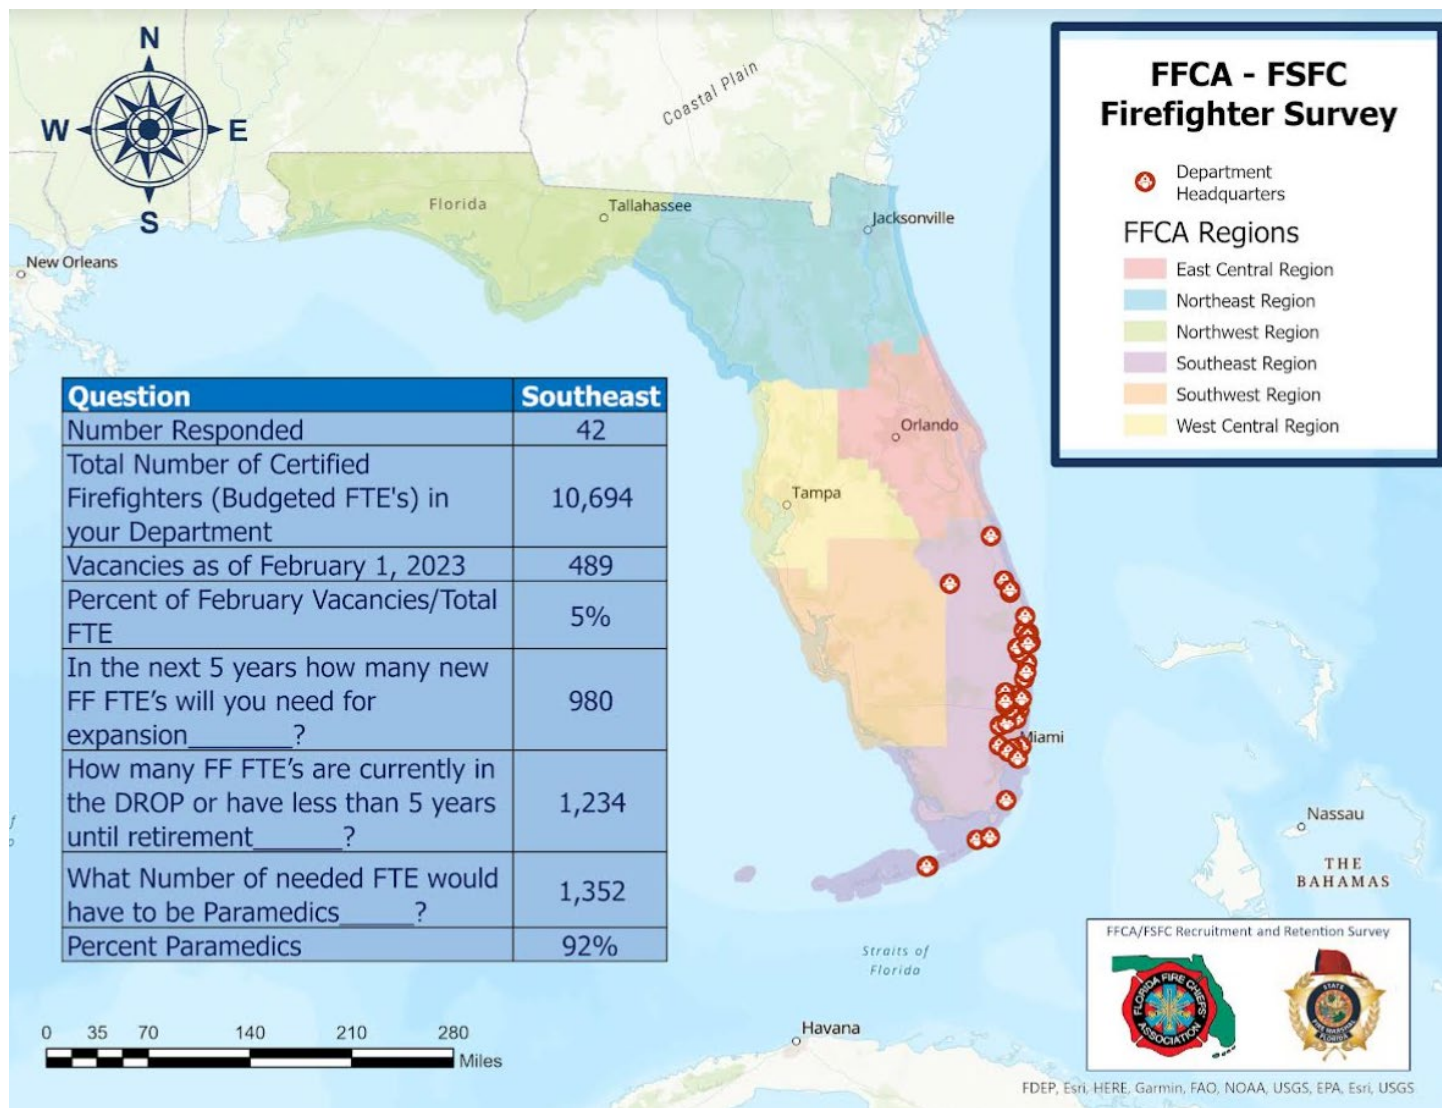 N
W
E
S
Coastal Plain
Florida
Tallahassee
Jacksonville
New Orleans
Orlando
Tampa
Miami
Nassau
THE
BAHAMAS
Straits of
Florida
Havana
FFCA - FSFC
Firefighter Survey
Department
Headquarters
FFCA Regions
East Central Region
Northeast Region
Northwest Region
Southeast Region
Southwest Region
West Central Region
Question Southeast
Number Responded 42
Total Number of Certified
Firefighters (Budgeted FTE's) in 10,694
your Department
Vacancies as of February 1, 2023 489
Percent of February Vacancies/Total 5%
FTE
In the next 5 years how many new
FF FTE’s will you need for 980
expansion_______?
How many FF FTE’s are currently in
the DROP or have less than 5 years 1,234
until retirement______?
What Number of needed FTE would 1,352
have to be Paramedics_____?
Percent Paramedics 92%
0 35 70 140 210 280
Miles
FFCA/FSFC Recruitment and Retention Survey
FLORIDA FIRE CHIEFS
ASSOCIATION
STATE
FIRE MARSHAL
FLORIDA
FDEP, Esri, HERE, Garmin, FAO, NOAA, USGS, EPA, Esri, USGS